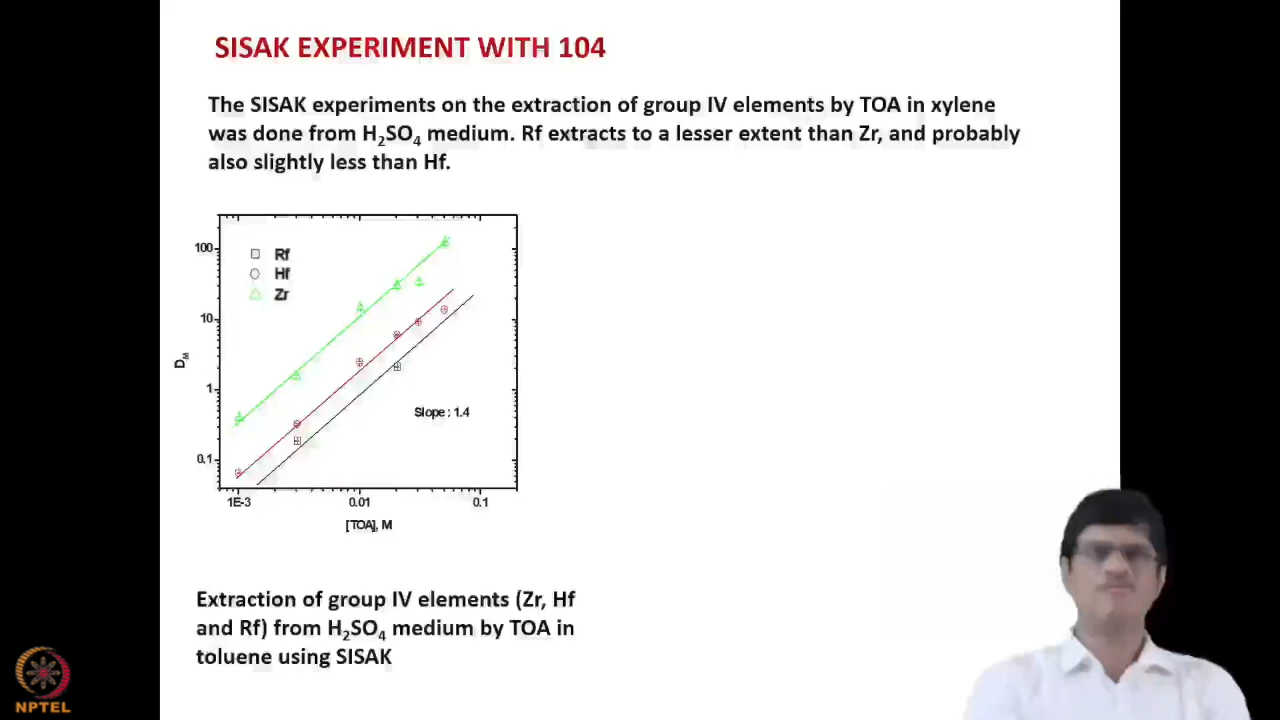 SISAK EXPERIMENT WITH 104
The SISAK experiments on the extraction of group IV elements by TOA in xylene
was done from H₂SO₄ medium. Rf extracts to a lesser extent than Zr, and probably
also slightly less than Hf.
Rf
Hf
Zr
100
10
1
0.1
D_M
Slope : 1.4
1E-3 0.01 0.1
[TOA], M
Extraction of group IV elements (Zr, Hf
and Rf) from H₂SO₄ medium by TOA in
toluene using SISAK
NPTEL